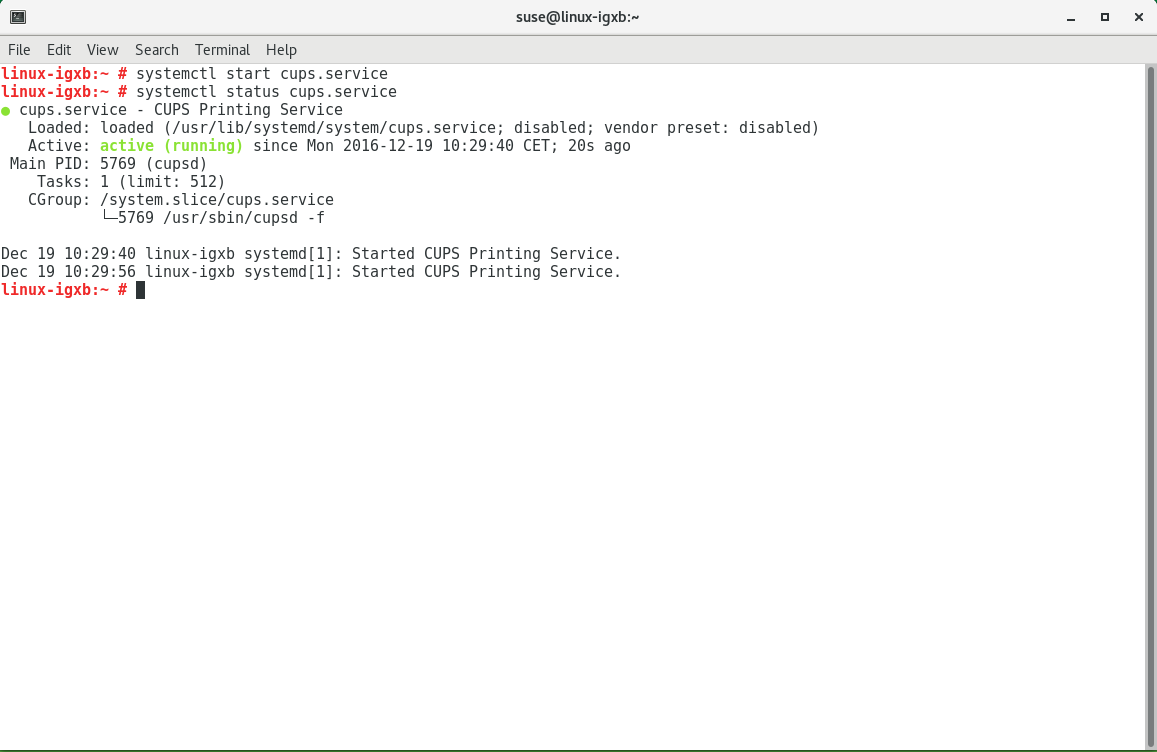 suse@linux-igxb:~
File Edit View Search Terminal Help
linux-igxb:~ # systemctl start cups.service
linux-igxb:~ # systemctl status cups.service
● cups.service - CUPS Printing Service
   Loaded: loaded (/usr/lib/systemd/system/cups.service; disabled; vendor preset: disabled)
   Active: active (running) since Mon 2016-12-19 10:29:40 CET; 20s ago
 Main PID: 5769 (cupsd)
    Tasks: 1 (limit: 512)
   CGroup: /system.slice/cups.service
           └─5769 /usr/sbin/cupsd -f
Dec 19 10:29:40 linux-igxb systemd[1]: Started CUPS Printing Service.
Dec 19 10:29:56 linux-igxb systemd[1]: Started CUPS Printing Service.
linux-igxb:~ #